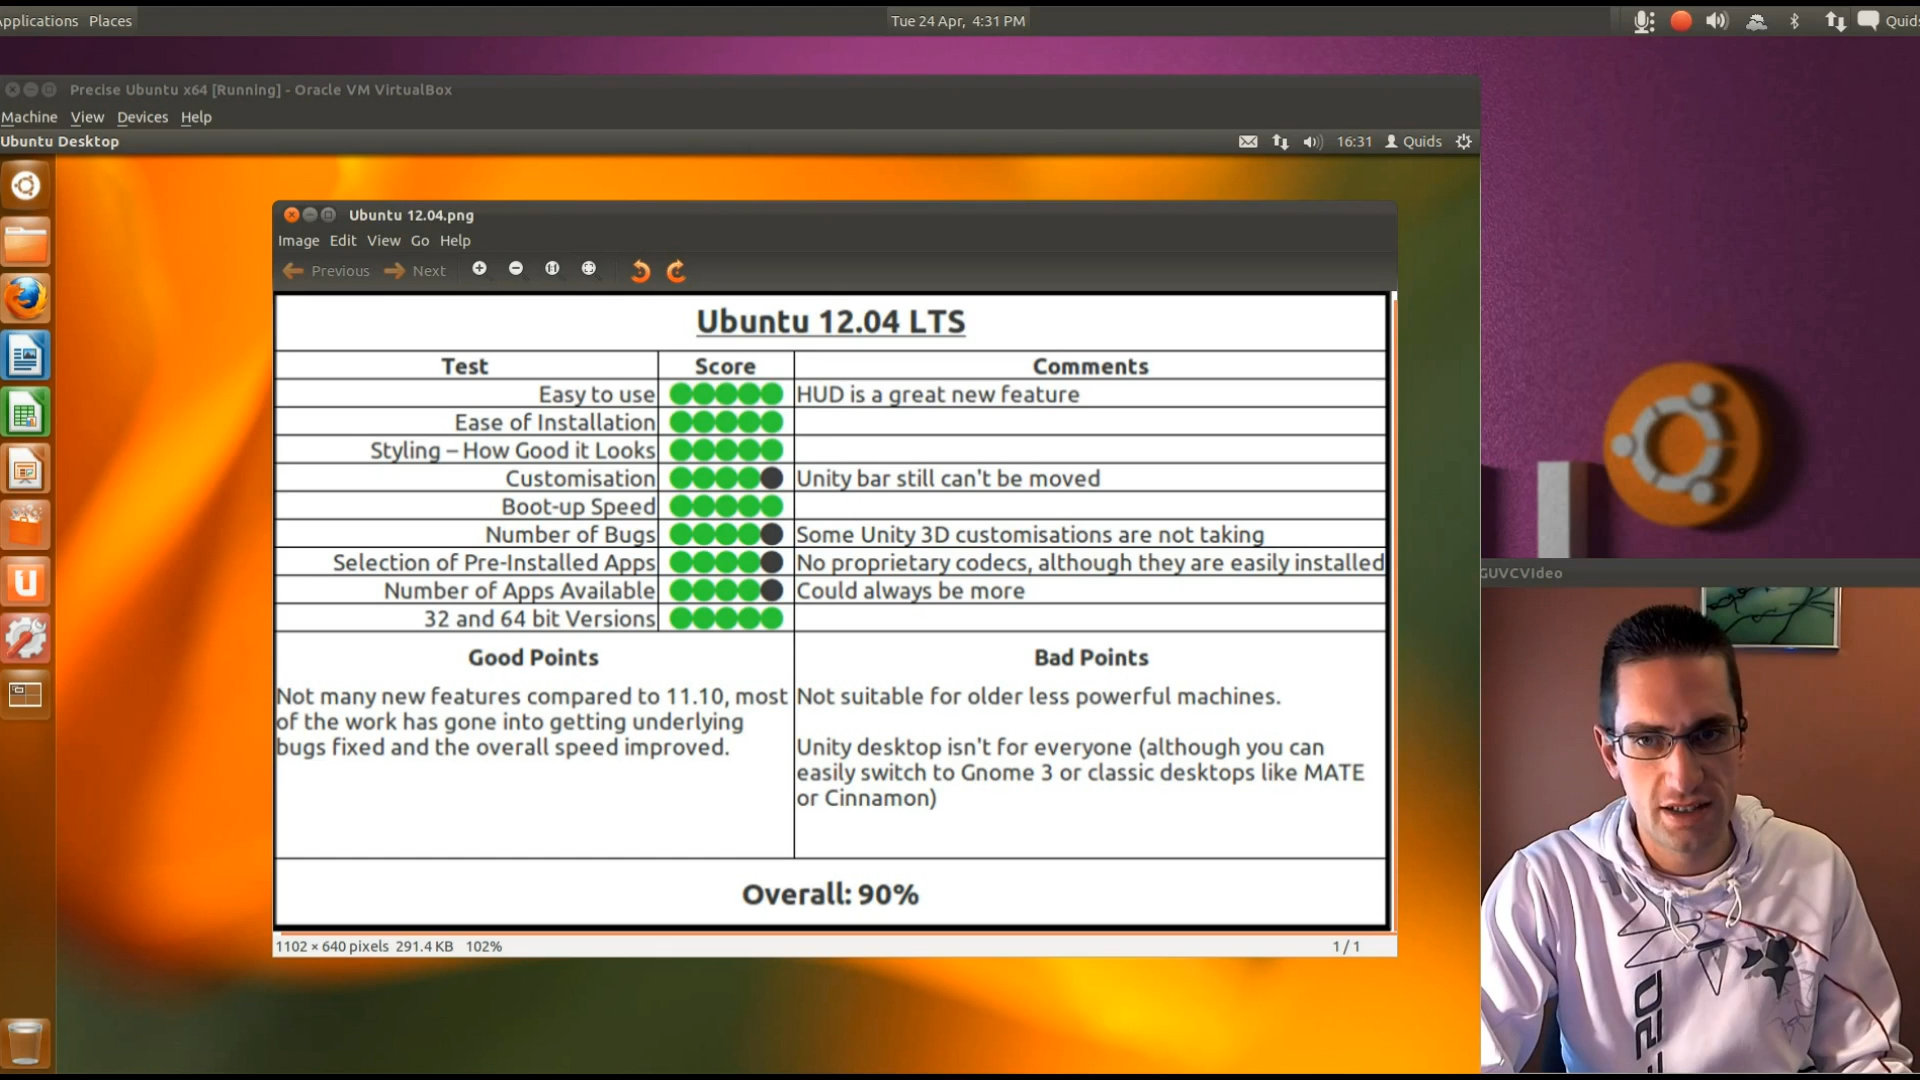 Applications Places
Tue 24 Apr, 4:31 PM
Quids
Precise Ubuntu x64 [Running] - Oracle VM VirtualBox
Machine View Devices Help
Ubuntu Desktop
16:31 Quids
Ubuntu 12.04.png
Image Edit View Go Help
Previous Next
Ubuntu 12.04 LTS
Test Score Comments
Easy to use HUD is a great new feature
Ease of Installation
Styling – How Good it Looks
Customisation Unity bar still can't be moved
Boot-up Speed
Number of Bugs Some Unity 3D customisations are not taking
Selection of Pre-Installed Apps No proprietary codecs, although they are easily installed
Number of Apps Available Could always be more
32 and 64 bit Versions
Good Points
Not many new features compared to 11.10, most
of the work has gone into getting underlying
bugs fixed and the overall speed improved.
Bad Points
Not suitable for older less powerful machines.
Unity desktop isn't for everyone (although you can
easily switch to Gnome 3 or classic desktops like MATE
or Cinnamon)
Overall: 90%
1102 × 640 pixels 291.4 KB 102%
1 / 1
GUVCVideo